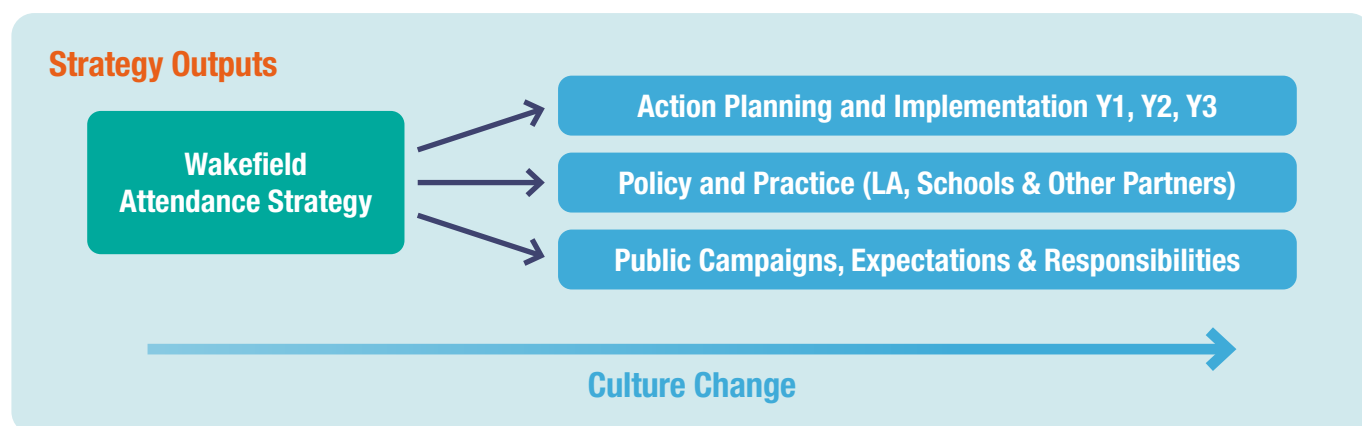 Strategy Outputs
Wakefield
Attendance Strategy
Action Planning and Implementation Y1, Y2, Y3
Policy and Practice (LA, Schools & Other Partners)
Public Campaigns, Expectations & Responsibilities
Culture Change